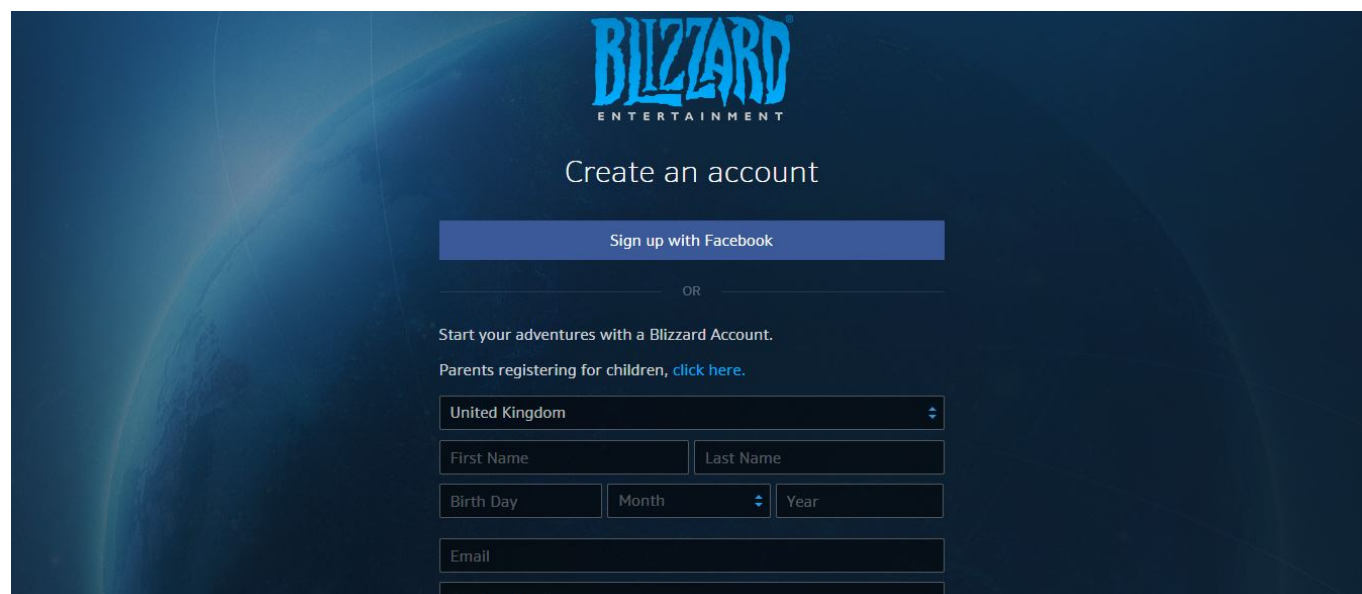 BLIZZARD®
ENTERTAINMENT
Create an account
Sign up with Facebook
OR
Start your adventures with a Blizzard Account.
Parents registering for children, click here.
United Kingdom
First Name Last Name
Birth Day Month Year
Email